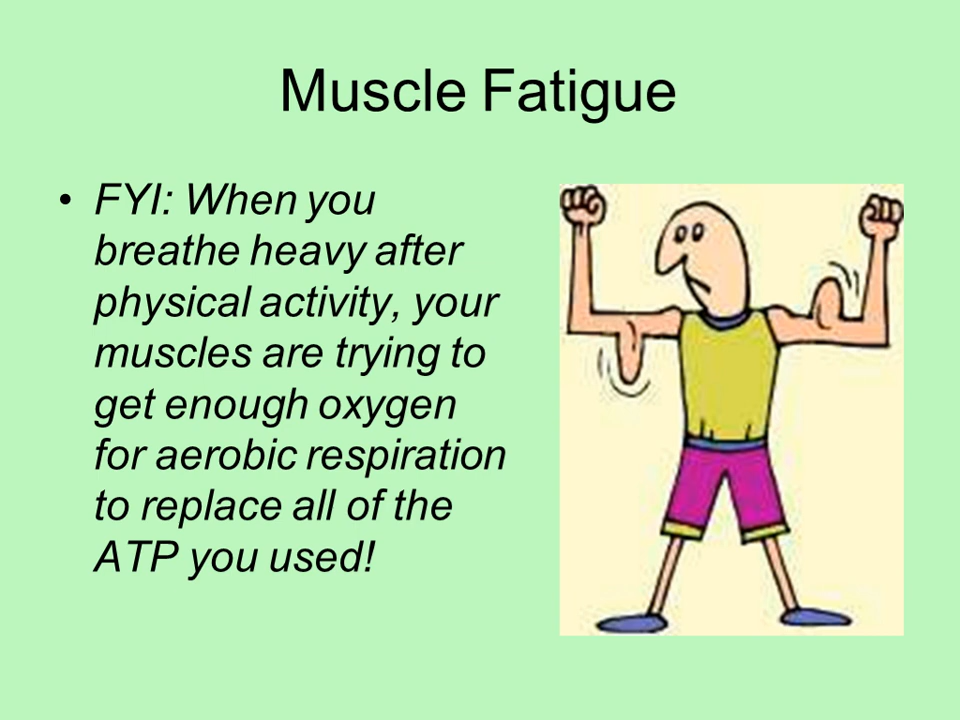 Muscle Fatigue
• FYI: When you
breathe heavy after
physical activity, your
muscles are trying to
get enough oxygen
for aerobic respiration
to replace all of the
ATP you used!